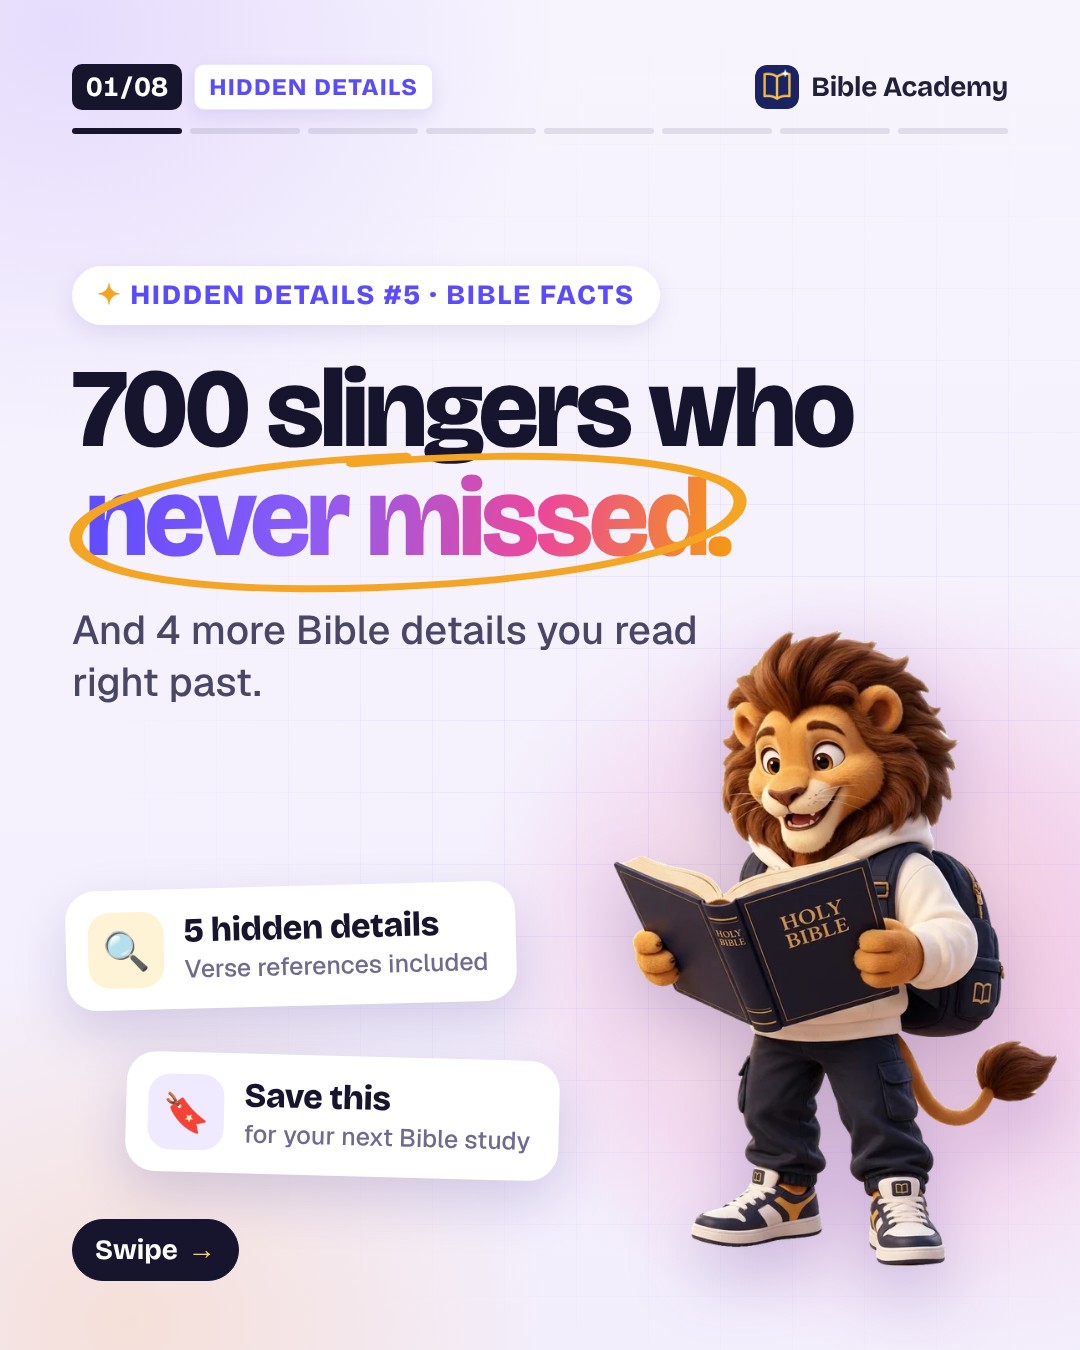 01/08 HIDDEN DETAILS
Bible Academy
✦ HIDDEN DETAILS #5 · BIBLE FACTS
700 slingers who
never missed.
And 4 more Bible details you read
right past.
HOLY
BIBLE
HOLY
BIBLE
5 hidden details
Verse references included
Save this
for your next Bible study
Swipe →